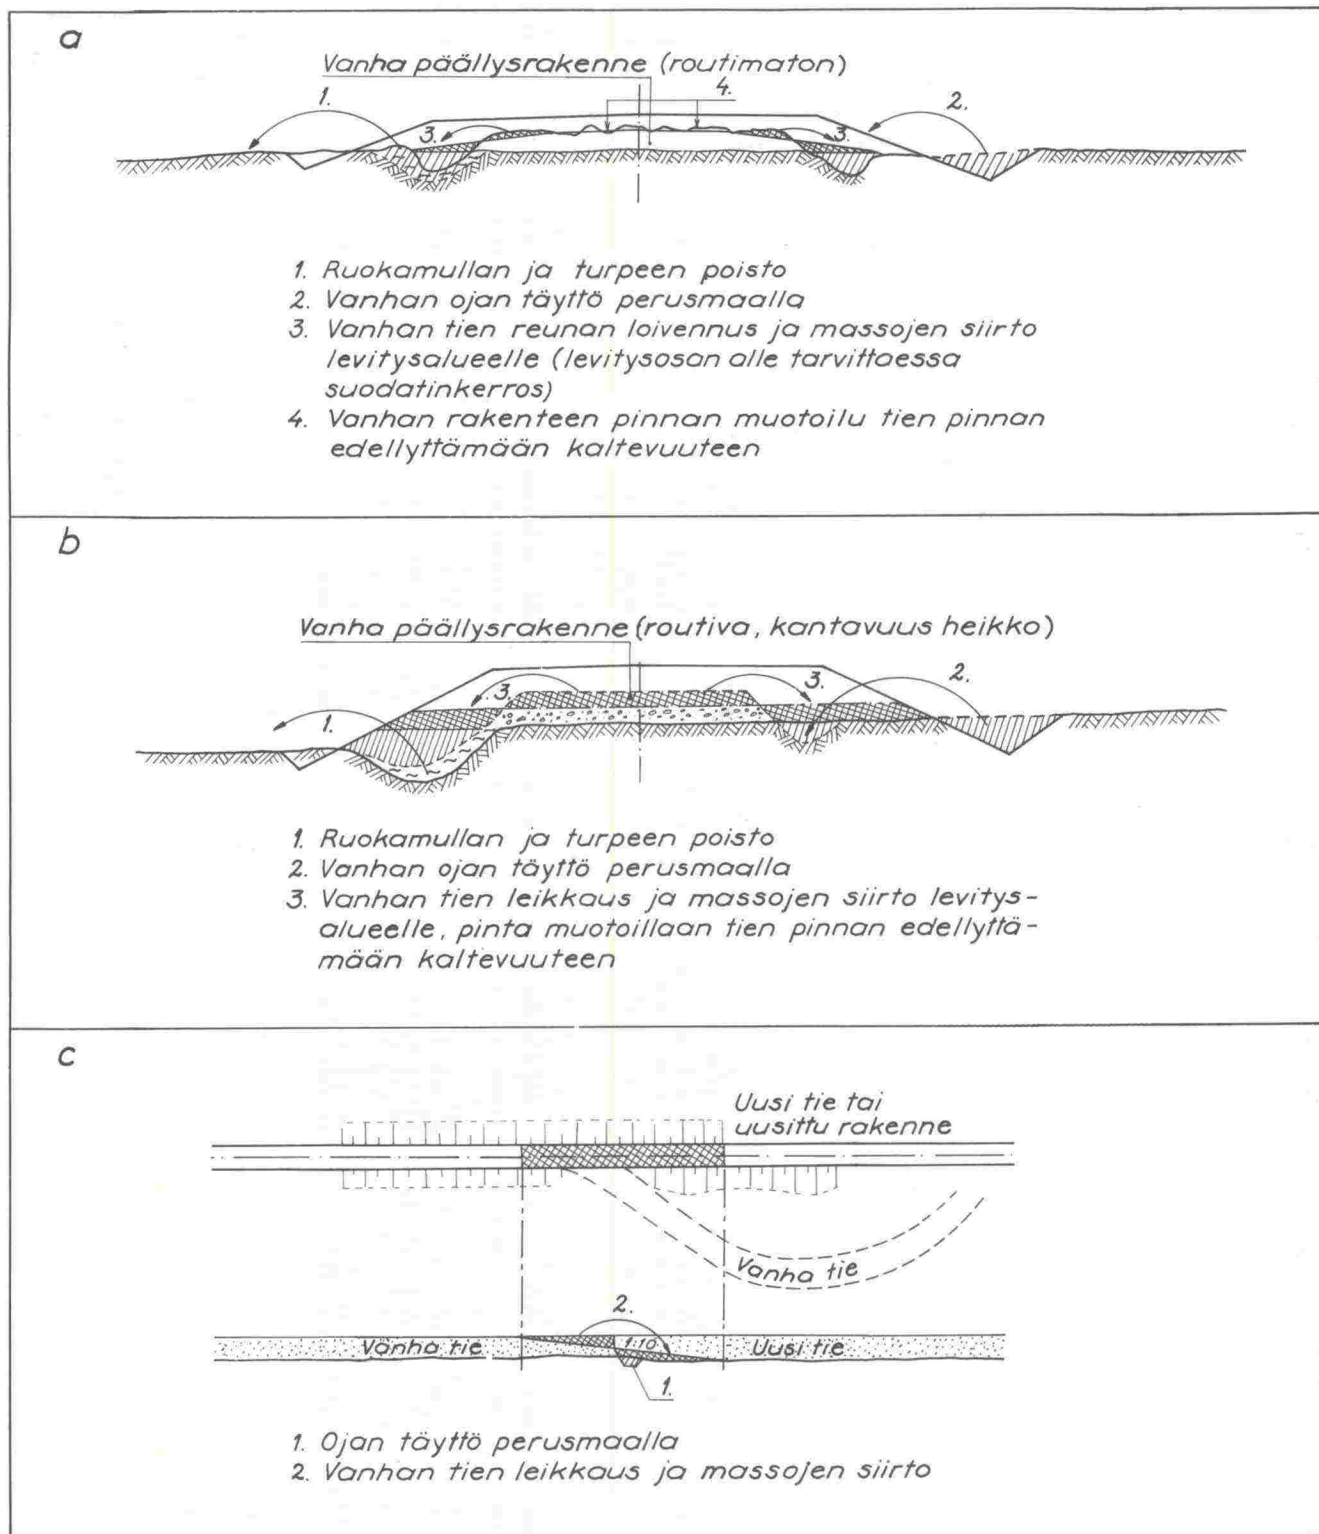 a
Vanha päällysrakenne (routimaton)
1.
4.
2.
3.
3.
1. Ruokamullan ja turpeen poisto
2. Vanhan ojan täyttö perusmaalla
3. Vanhan tien reunan loivennus ja massojen siirto
levitysalueelle (levitysosan alle tarvittaessa
suodatinkerros)
4. Vanhan rakenteen pinnan muotoilu tien pinnan
edellyttämään kaltevuuteen
b
Vanha päällysrakenne (routiva, kantavuus heikko)
3.
3.
2.
1.
1. Ruokamullan ja turpeen poisto
2. Vanhan ojan täyttö perusmaalla
3. Vanhan tien leikkaus ja massojen siirto levitys-
alueelle, pinta muotoillaan tien pinnan edellyttä-
mään kaltevuuteen
c
Uusi tie tai
uusittu rakenne
Vanha tie
2.
Vanha tie
1:10
Uusi tie
1.
1. Ojan täyttö perusmaalla
2. Vanhan tien leikkaus ja massojen siirto